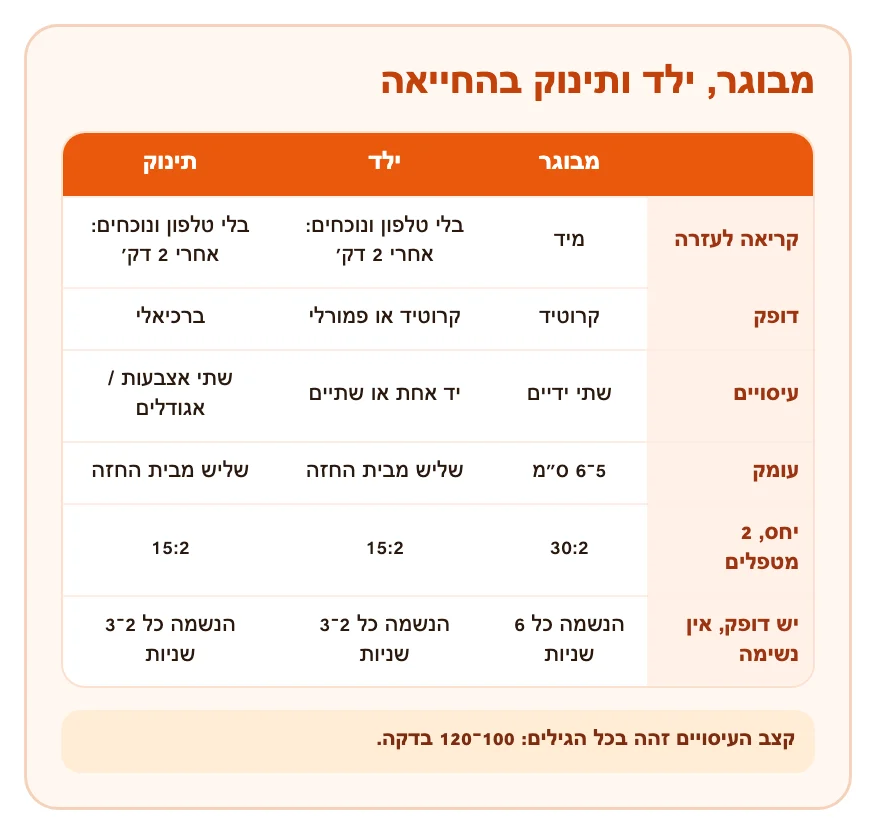 מבוגר, ילד ותינוק בהחייאה
מבוגר
ילד
תינוק
קריאה לעזרה
מיד
בלי טלפון ונוכחים:
אחרי 2 דק׳
בלי טלפון ונוכחים:
אחרי 2 דק׳
דופק
קרוטיד
קרוטיד או פמורלי
ברכיאלי
עיסויים
שתי ידיים
יד אחת או שתיים
שתי אצבעות /
אגודלים
עומק
5־6 ס״מ
שליש מבית החזה
שליש מבית החזה
יחס, 2
מטפלים
30:2
15:2
15:2
יש דופק, אין
נשימה
הנשמה כל 6
שניות
הנשמה כל 2־3
שניות
הנשמה כל 2־3
שניות
קצב העיסויים זהה בכל הגילים: 100־120 בדקה.